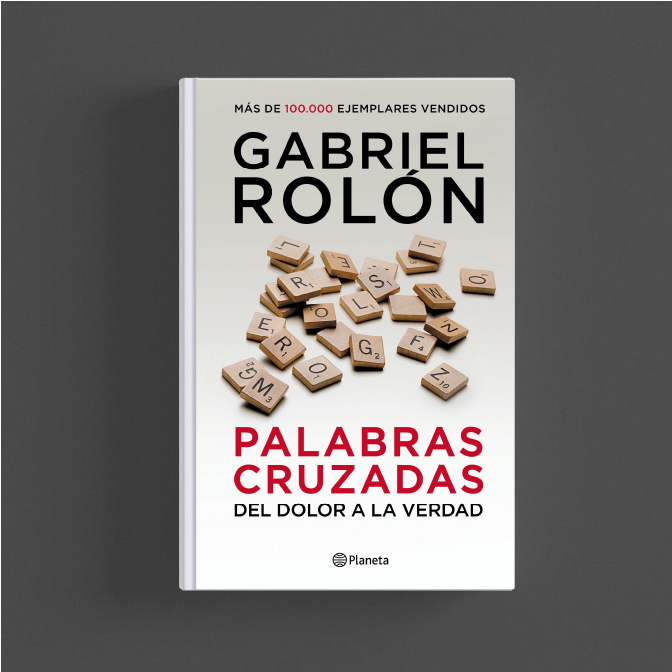 MÁS DE 100.000 EJEMPLARES VENDIDOS
GABRIEL
ROLÓN
L
I
E
R
S
O
W
O
L
N
E
R
O
G
F
Z
G
M
PALABRAS
CRUZADAS
DEL DOLOR A LA VERDAD
Planeta